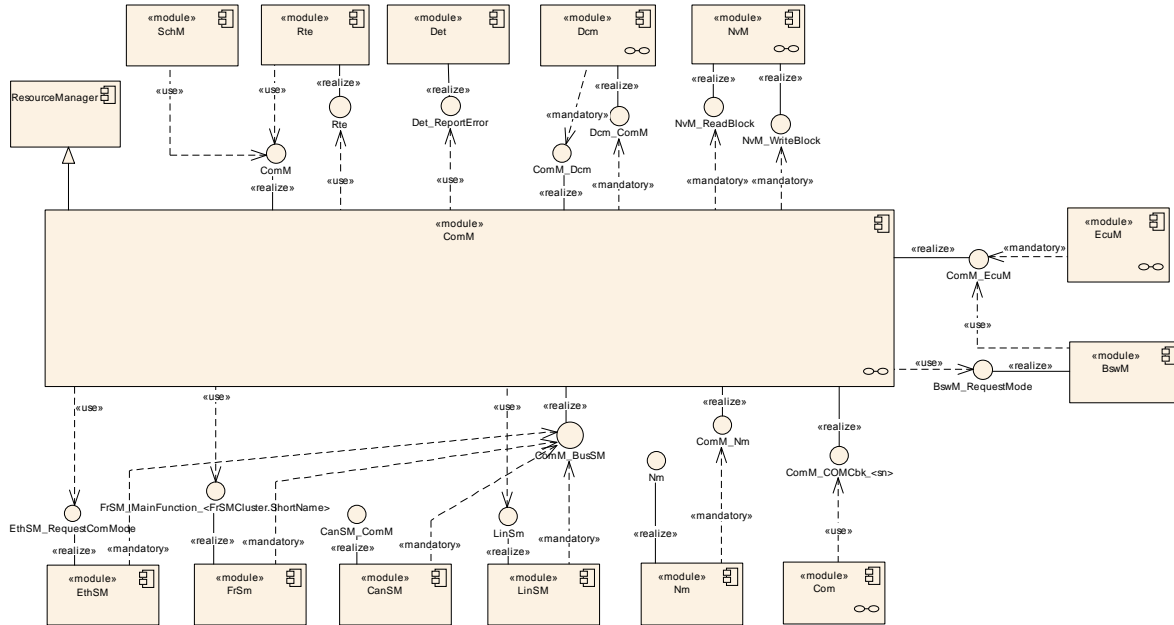 «module»
SchM
«module»
Rte
«module»
Det
«module»
Dcm
«module»
NvM
ResourceManager
«use»
«use»
«realize»
«realize»
«realize»
«realize»
«realize»
«mandatory»
Rte
Det_ReportError
Dcm_ComM
NvM_ReadBlock
NvM_WriteBlock
ComM
ComM_Dcm
«realize»
«use»
«use»
«realize»
«mandatory»
«mandatory»
«mandatory»
«module»
ComM
«module»
EcuM
«realize»
«mandatory»
ComM_EcuM
«use»
«module»
BswM
«use»
«realize»
BswM_RequestMode
«use»
«use»
«use»
«realize»
«realize»
«realize»
ComM_BusSM
ComM_Nm
ComM_COMCbk_<sn>
Nm
FrSM_MainFunction_<FrSMCluster.ShortName>
EthSM_RequestComMode
CanSM_ComM
LinSm
«mandatory»
«use»
«realize»
«mandatory»
«realize»
«mandatory»
«realize»
«mandatory»
«realize»
«mandatory»
«realize»
«module»
EthSM
«module»
FrSm
«module»
CanSM
«module»
LinSM
«module»
Nm
«module»
Com